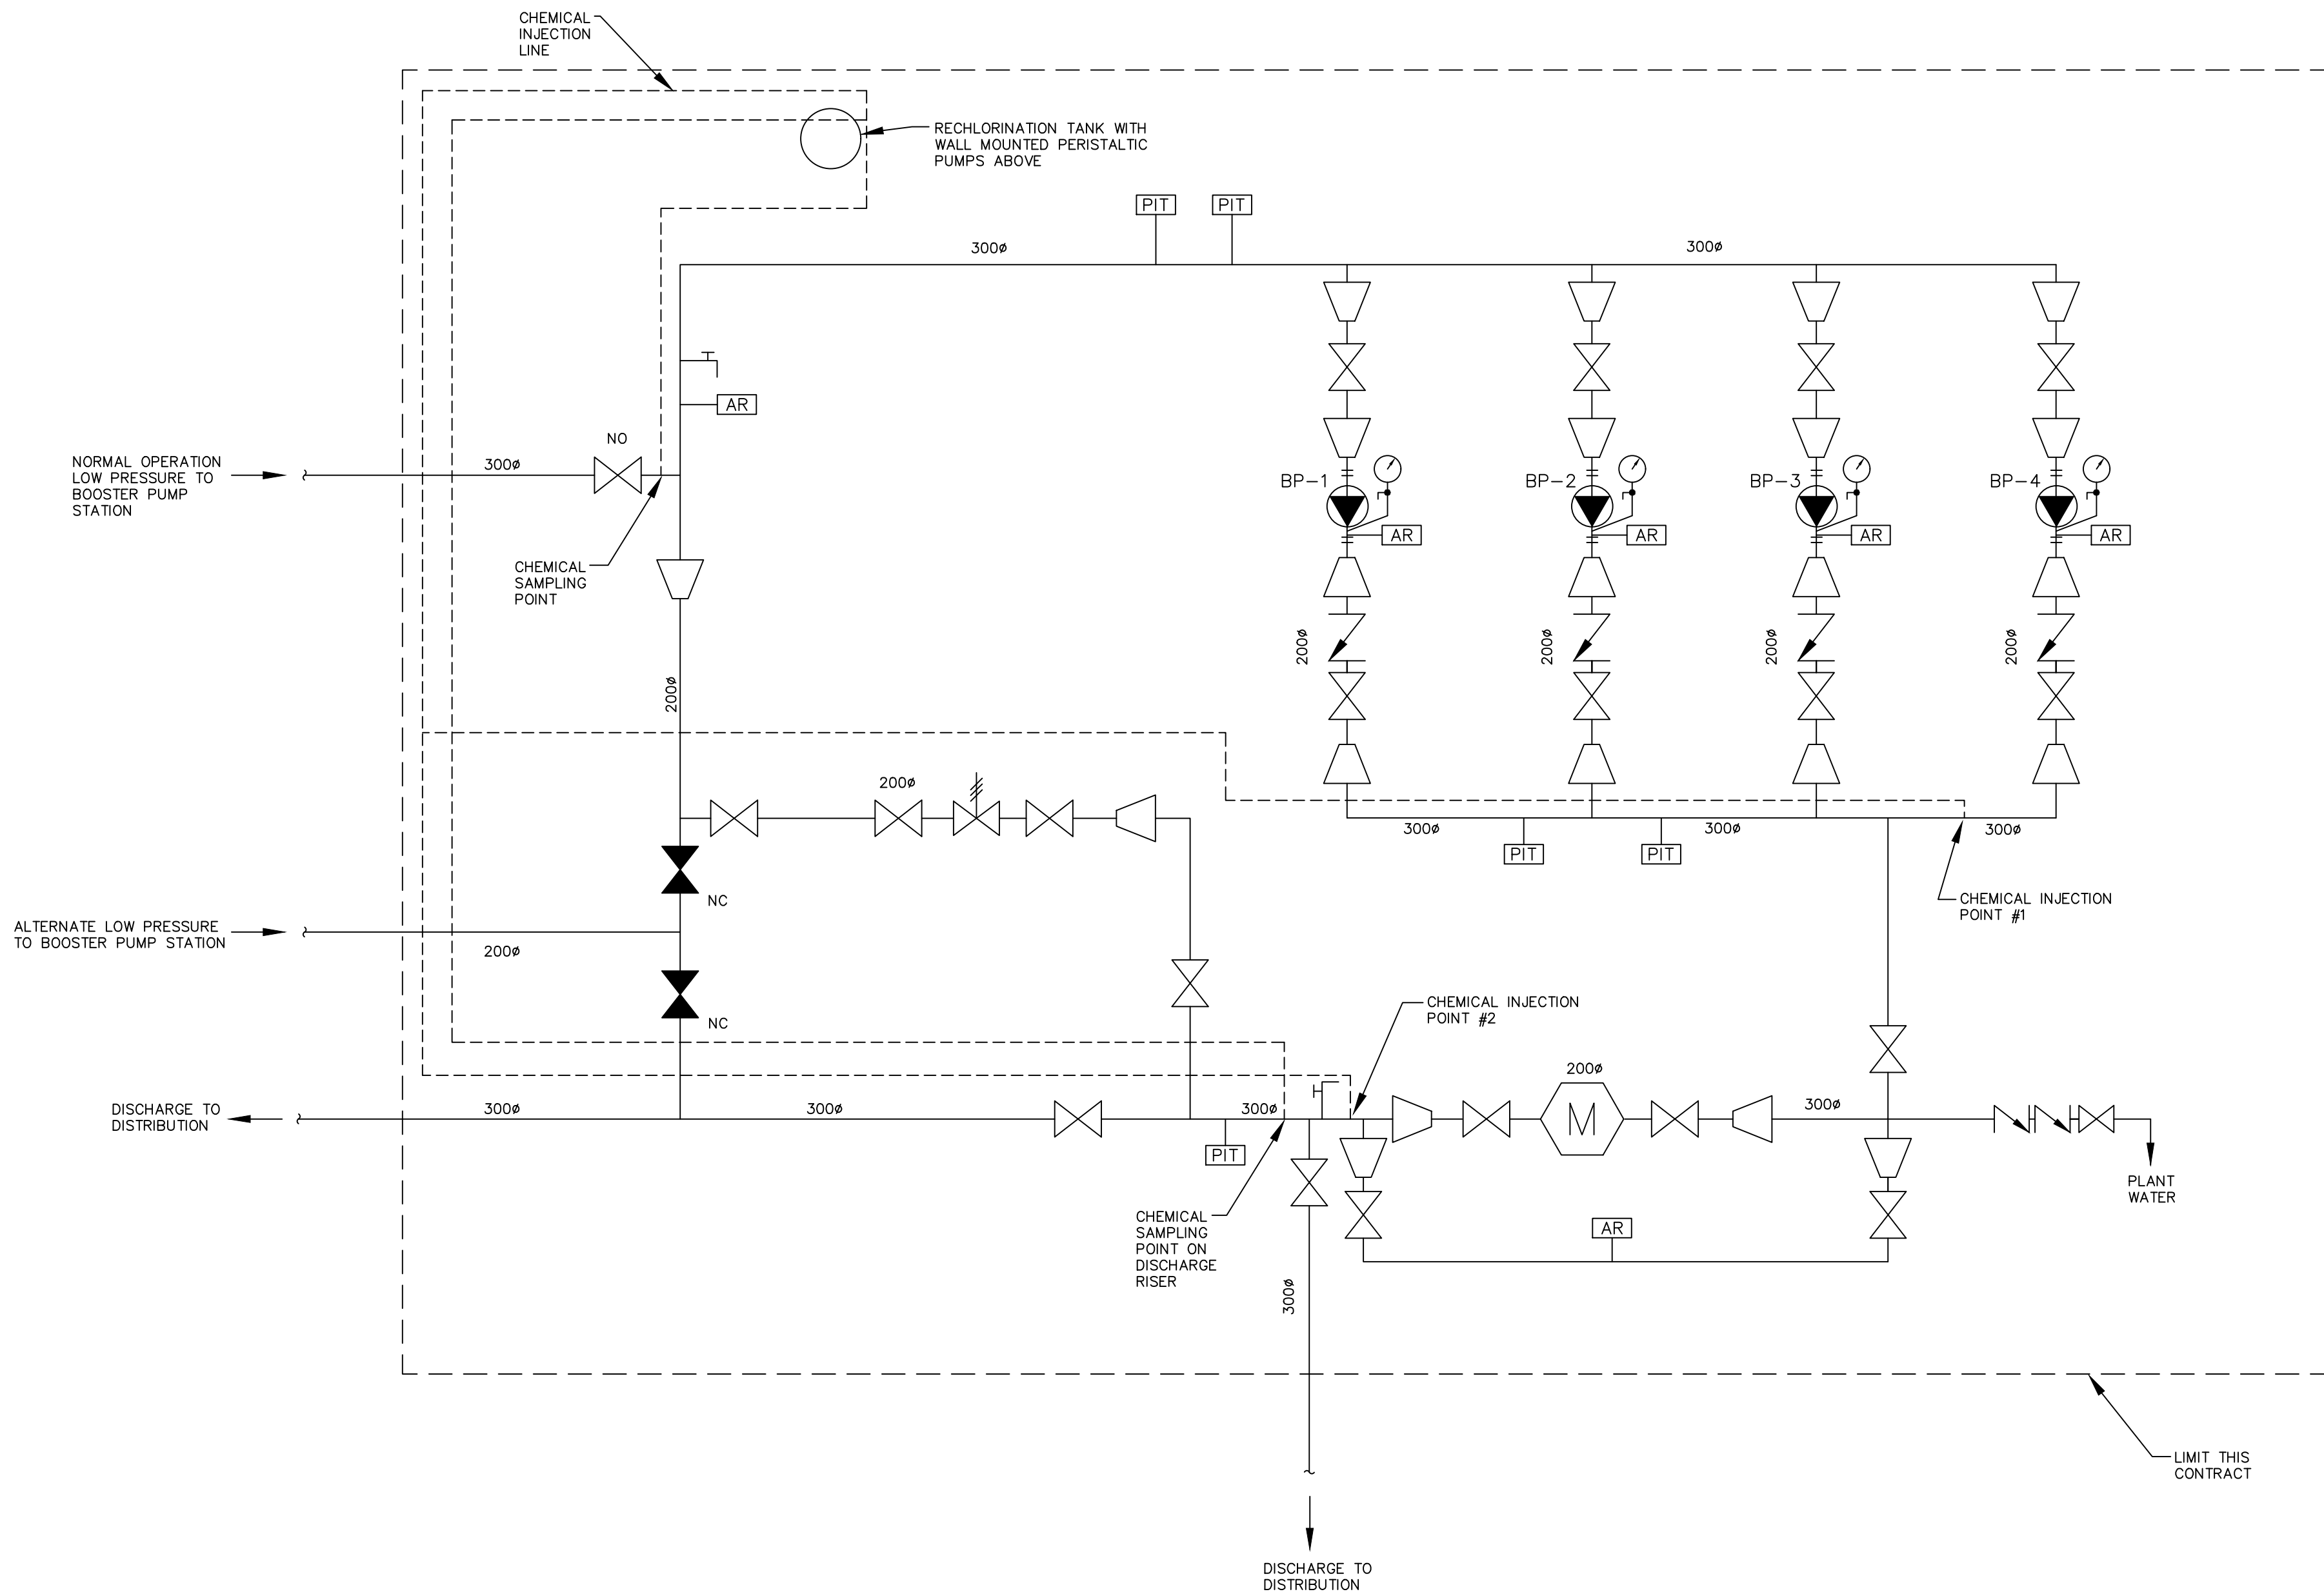 CHEMICAL
INJECTION
LINE
RECHLORINATION TANK WITH
WALL MOUNTED PERISTALTIC
PUMPS ABOVE
PIT
PIT
300ø
300ø
AR
NO
NORMAL OPERATION
LOW PRESSURE TO
BOOSTER PUMP
STATION
300ø
CHEMICAL
SAMPLING
POINT
BP-1
BP-2
BP-3
BP-4
AR
AR
AR
AR
200ø
200ø
200ø
200ø
200ø
200ø
300ø
300ø
300ø
PIT
PIT
CHEMICAL INJECTION
POINT #1
NC
ALTERNATE LOW PRESSURE
TO BOOSTER PUMP STATION
200ø
NC
CHEMICAL INJECTION
POINT #2
200ø
DISCHARGE TO
DISTRIBUTION
300ø
300ø
300ø
M
300ø
PIT
PLANT
WATER
CHEMICAL
SAMPLING
POINT ON
DISCHARGE
RISER
AR
300ø
LIMIT THIS
CONTRACT
DISCHARGE TO
DISTRIBUTION